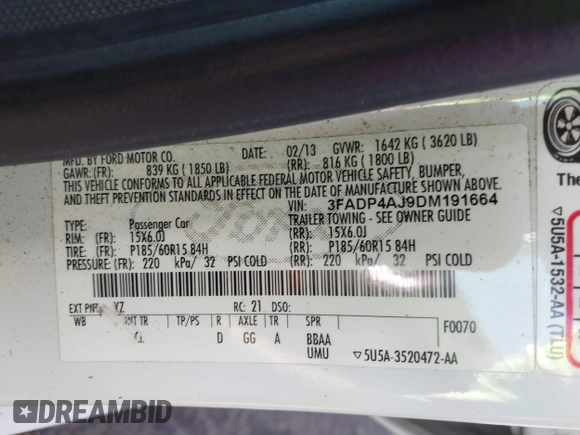 MFD. BY FORD MOTOR CO.
DATE: 02/13 GVWR: 1642 KG ( 3620 LB)
GAWR: (FR): 839 KG ( 1850 LB) (RR): 816 KG ( 1800 LB)
THIS VEHICLE CONFORMS TO ALL APPLICABLE FEDERAL MOTOR VEHICLE SAFETY, BUMPER,
AND THEFT PREVENTION STANDARDS IN EFFECT ON THE DATE OF MANUFACTURE SHOWN ABOVE.
VIN: 3FADP4AJ9DM191664
TYPE: Passenger Car TRAILER TOWING - SEE OWNER GUIDE
RIM: (FR): 15X6.0J (RR): 15X6.0J
TIRE: (FR): P185/60R15 84H (RR): P185/60R15 84H
PRESSURE: (FR): 220 kPa/ 32 PSI COLD (RR): 220 kPa/ 32 PSI COLD
EXT PNT: YZ RC: 21 DSO:
WB INT TR TP/PS R AXLE TR SPR F0070
D GG A BBAA
UMU ▽5U5A-3520472-AA
▽5U5A-1532-AA (TLU)
DREAMBID